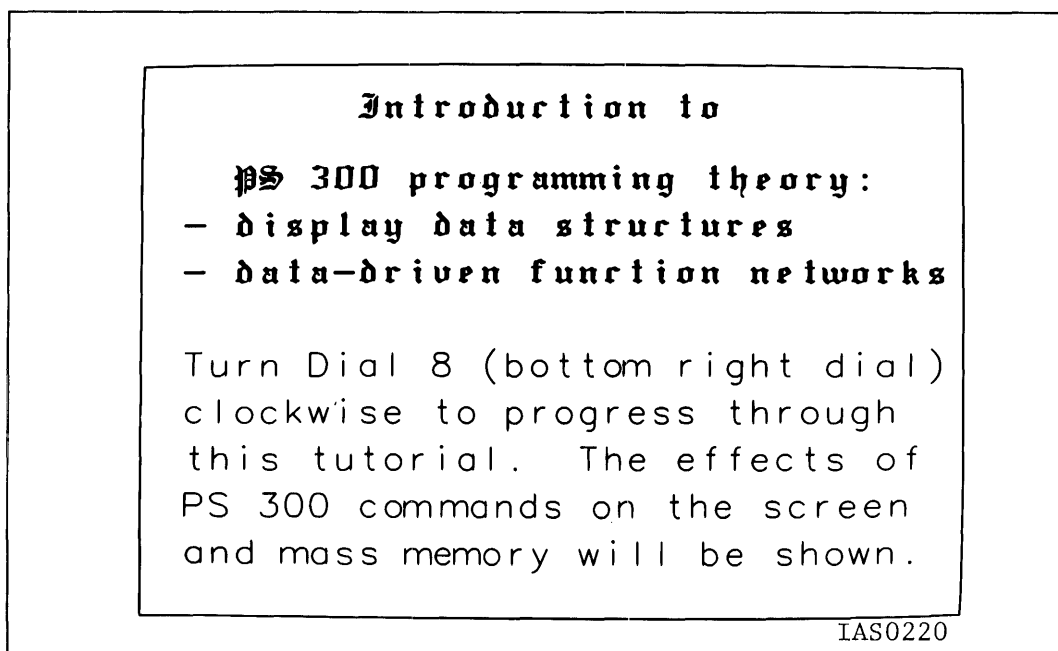 Introduction to
PS 300 programming theory:
- display data structures
- data-driven function networks
Turn Dial 8 (bottom right dial)
clockwise to progress through
this tutorial. The effects of
PS 300 commands on the screen
and mass memory will be shown.
IAS0220